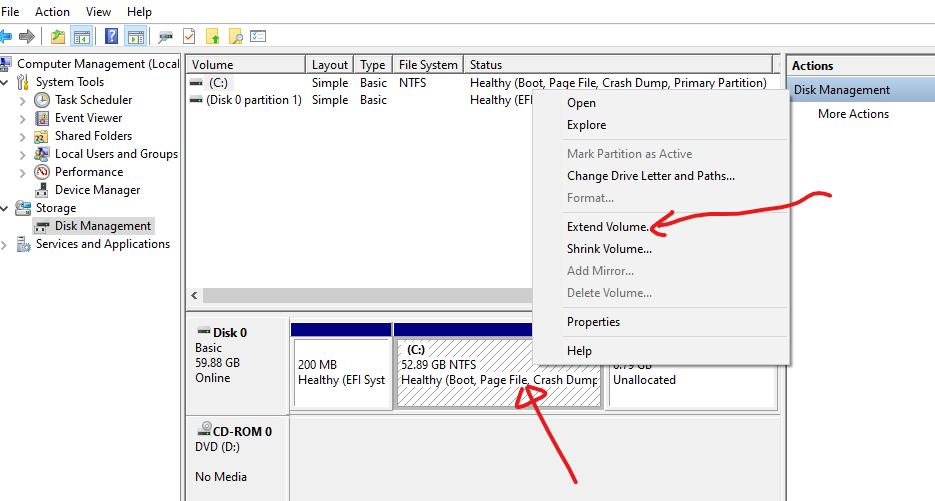 File Action View Help
Computer Management (Local
System Tools
Task Scheduler
Event Viewer
Shared Folders
Local Users and Groups
Performance
Device Manager
Storage
Disk Management
Services and Applications
Volume Layout Type File System Status
(C:) Simple Basic NTFS Healthy (Boot, Page File, Crash Dump, Primary Partition)
(Disk 0 partition 1) Simple Basic Healthy (EFI
Open
Explore
Mark Partition as Active
Change Drive Letter and Paths...
Format...
Extend Volume..
Shrink Volume...
Add Mirror...
Delete Volume...
Properties
Help
Disk 0
Basic
59.88 GB
Online
200 MB
Healthy (EFI Syst
(C:)
52.89 GB NTFS
Healthy (Boot, Page File, Crash Dump
Unallocated
CD-ROM 0
DVD (D:)
No Media
Actions
Disk Management
More Actions